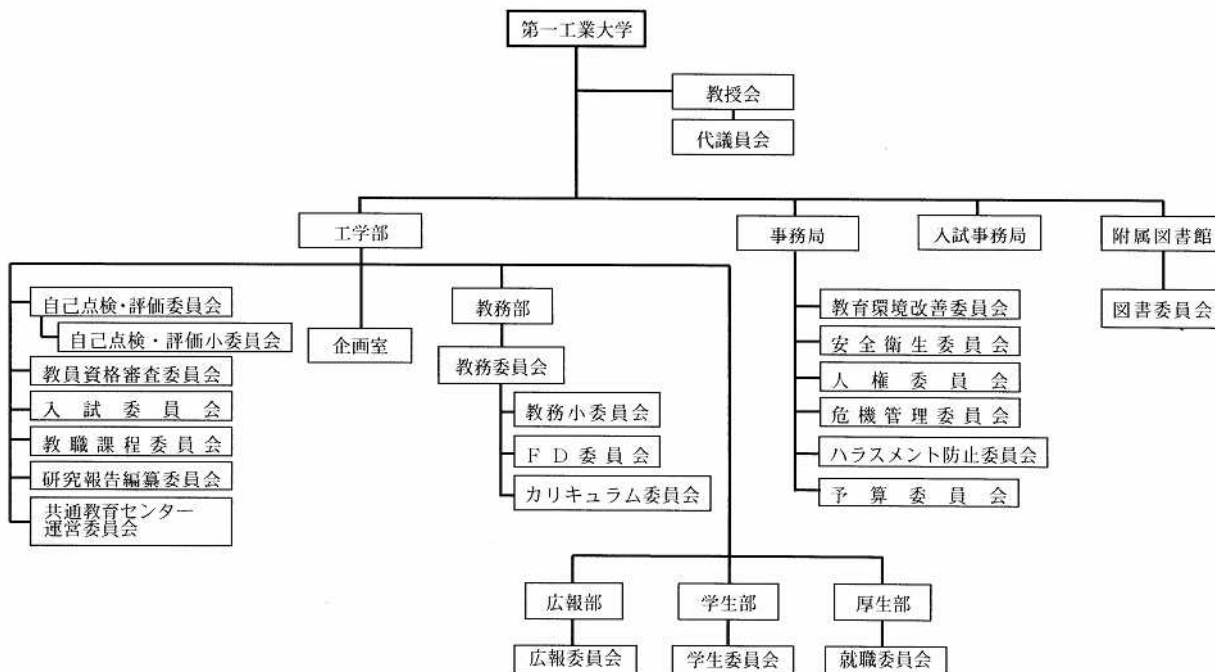 第一工業大学
教授会
代議員会
工学部
事務局
入試事務局
附属図書館
自己点検・評価委員会
自己点検・評価小委員会
教員資格審査委員会
入試委員会
教職課程委員会
研究報告編纂委員会
共通教育センター
運営委員会
企画室
教務部
教務委員会
教務小委員会
FD委員会
カリキュラム委員会
教育環境改善委員会
安全衛生委員会
人権委員会
危機管理委員会
ハラスメント防止委員会
予算委員会
図書委員会
広報部
学生部
厚生部
広報委員会
学生委員会
就職委員会